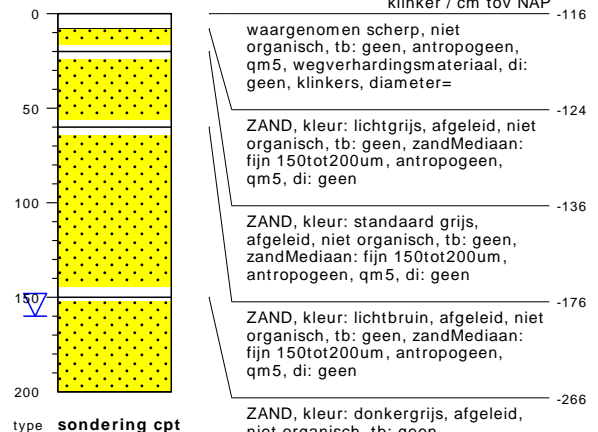 klinker / cm tov NAP
0
-116
waargenomen scherp, niet
organisch, tb: geen, antropogeen,
qm5, wegverhardingsmateriaal, di:
geen, klinkers, diameter=
50
-124
ZAND, kleur: lichtgrijs, afgeleid, niet
organisch, tb: geen, zandMediaan:
fijn 150tot200um, antropogeen,
qm5, di: geen
100
-136
ZAND, kleur: standaard grijs,
afgeleid, niet organisch, tb: geen,
zandMediaan: fijn 150tot200um,
antropogeen, qm5, di: geen
150
-176
ZAND, kleur: lichtbruin, afgeleid, niet
organisch, tb: geen, zandMediaan:
fijn 150tot200um, antropogeen,
qm5, di: geen
200
-266
ZAND, kleur: donkergrijs, afgeleid,
niet organisch, tb: geen
type sondering cpt